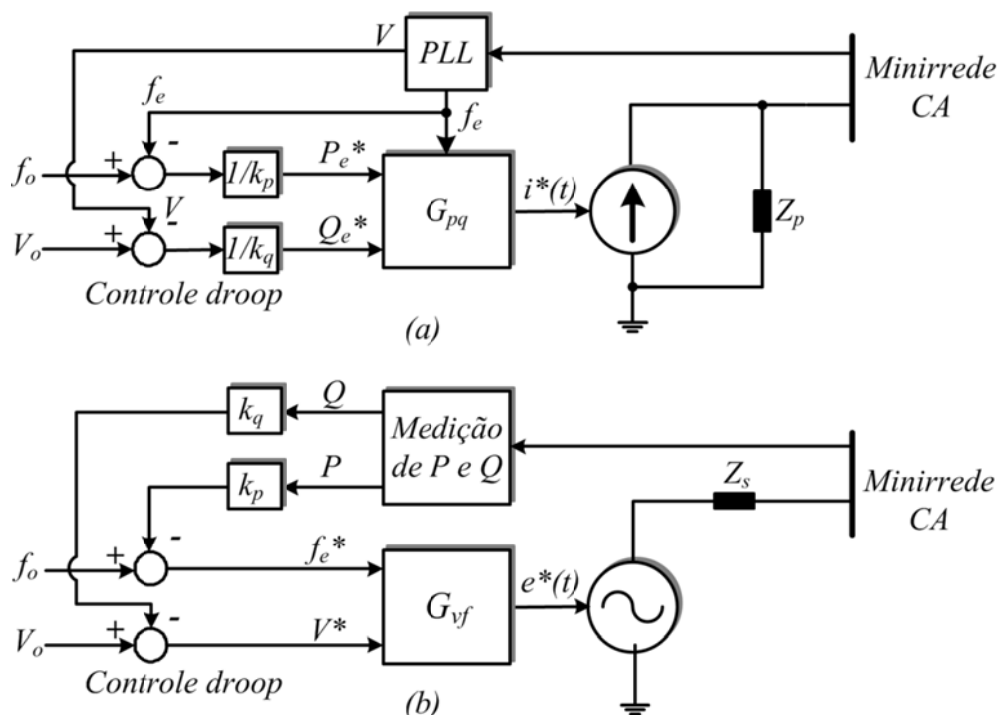 V
PLL
Minirrede
CA
f_e
f_e
-
+
f_o
1/k_p
P_e*
V
-
+
V_o
1/k_q
Q_e*
G_pq
i*(t)
Z_p
Controle droop
(a)
k_q
Q
Medição
de P e Q
k_p
P
Z_s
Minirrede
CA
-
+
f_o
f_e*
-
+
V_o
V*
G_vf
e*(t)
Controle droop
(b)